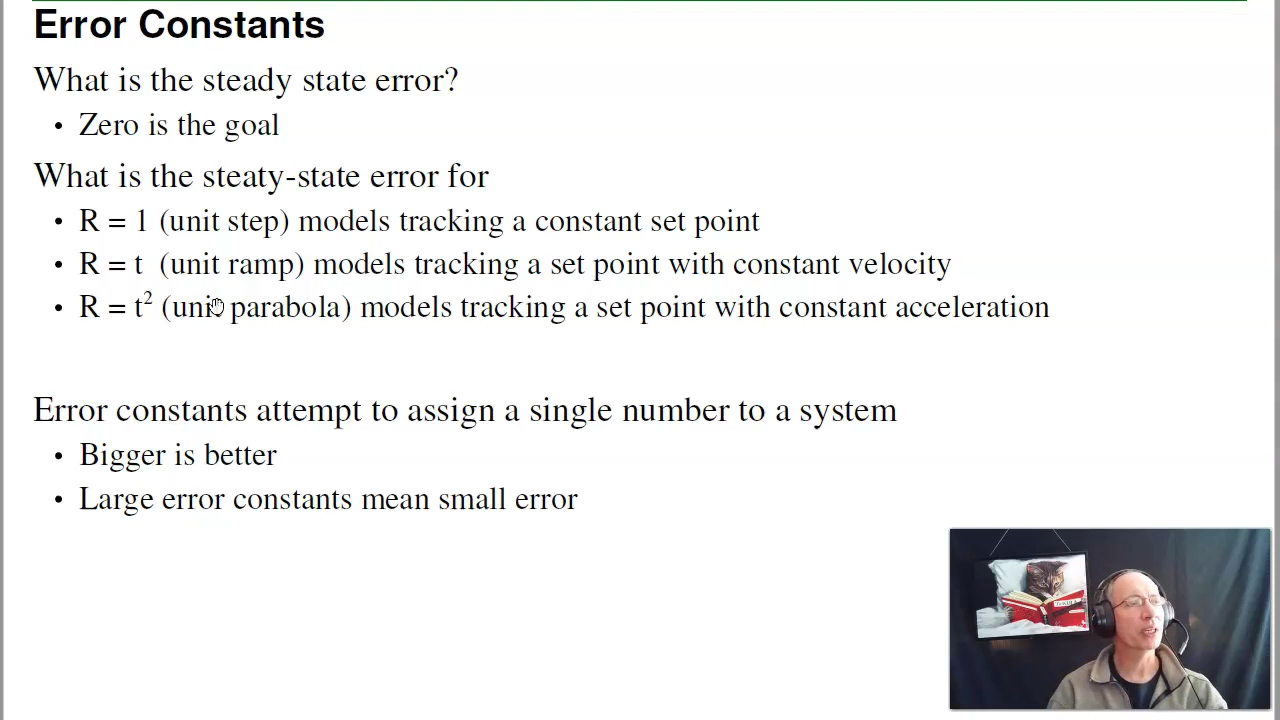 Error Constants
What is the steady state error?
• Zero is the goal
What is the steaty-state error for
• R = 1 (unit step) models tracking a constant set point
• R = t (unit ramp) models tracking a set point with constant velocity
• R = t² (unit parabola) models tracking a set point with constant acceleration
Error constants attempt to assign a single number to a system
• Bigger is better
• Large error constants mean small error